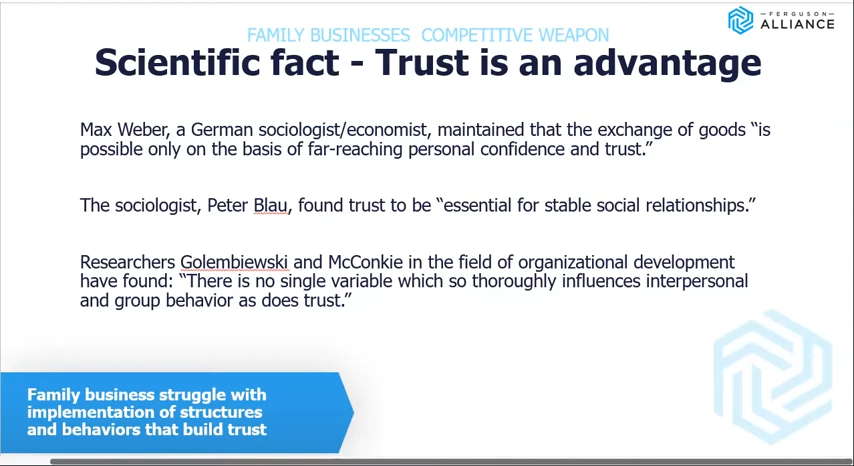 FERGUSON
ALLIANCE
FAMILY BUSINESSES COMPETITIVE WEAPON
Scientific fact - Trust is an advantage
Max Weber, a German sociologist/economist, maintained that the exchange of goods “is
possible only on the basis of far-reaching personal confidence and trust.”
The sociologist, Peter Blau, found trust to be “essential for stable social relationships.”
Researchers Golembiewski and McConkie in the field of organizational development
have found: “There is no single variable which so thoroughly influences interpersonal
and group behavior as does trust.”
Family business struggle with
implementation of structures
and behaviors that build trust